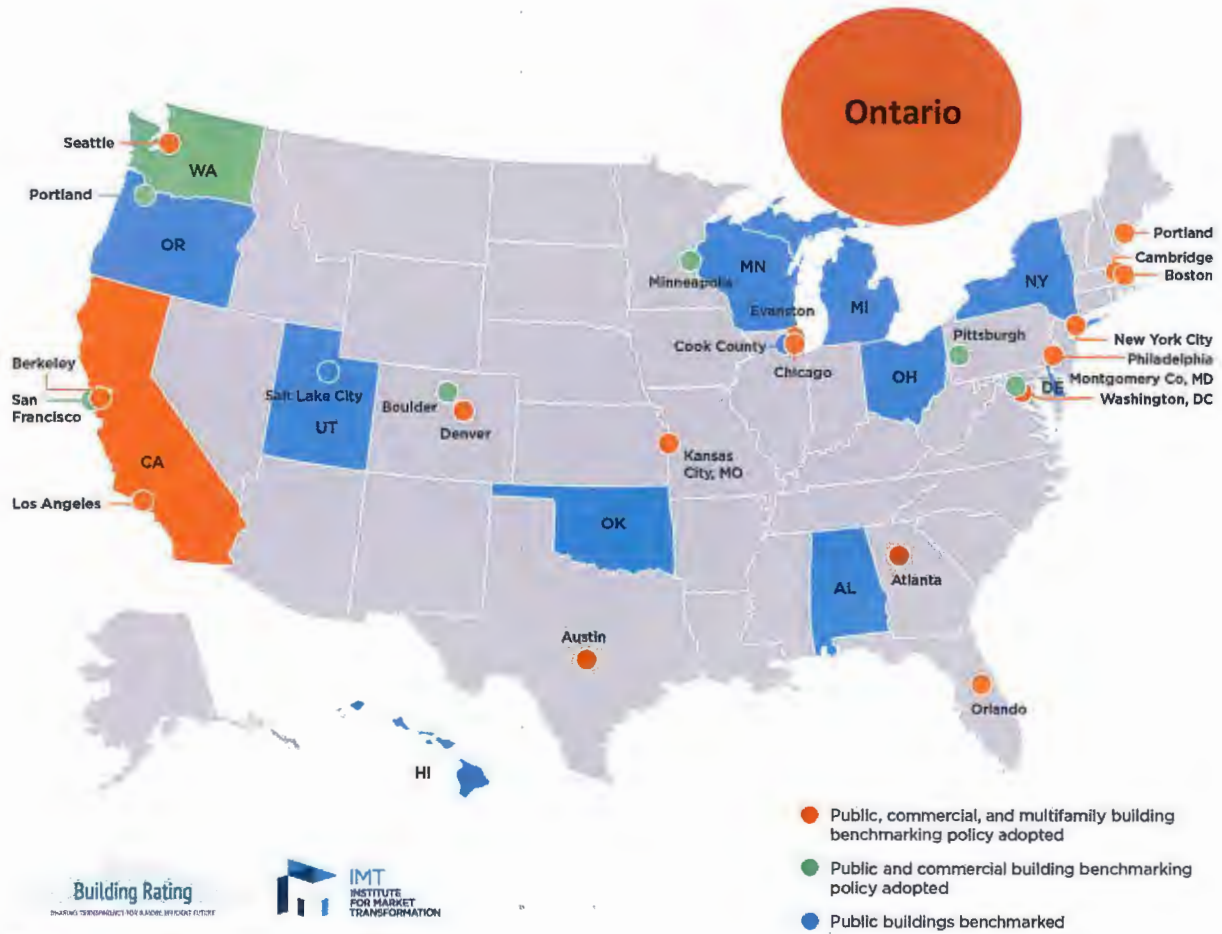 Ontario
Seattle
WA
Portland
OR
Portland
Cambridge
Boston
MN
Minneapolis
NY
MI
Evanston
Pittsburgh
New York City
Cook County
Philadelphia
Chicago
Berkeley
San
Francisco
OH
DE
Montgomery Co, MD
Washington, DC
Salt Lake City
UT
Boulder
Denver
Kansas
City, MO
CA
Los Angeles
OK
AL
Atlanta
Austin
Orlando
HI
Public, commercial, and multifamily building
benchmarking policy adopted
Public and commercial building benchmarking
policy adopted
Public buildings benchmarked
Building Rating
IMT
INSTITUTE
FOR MARKET
TRANSFORMATION